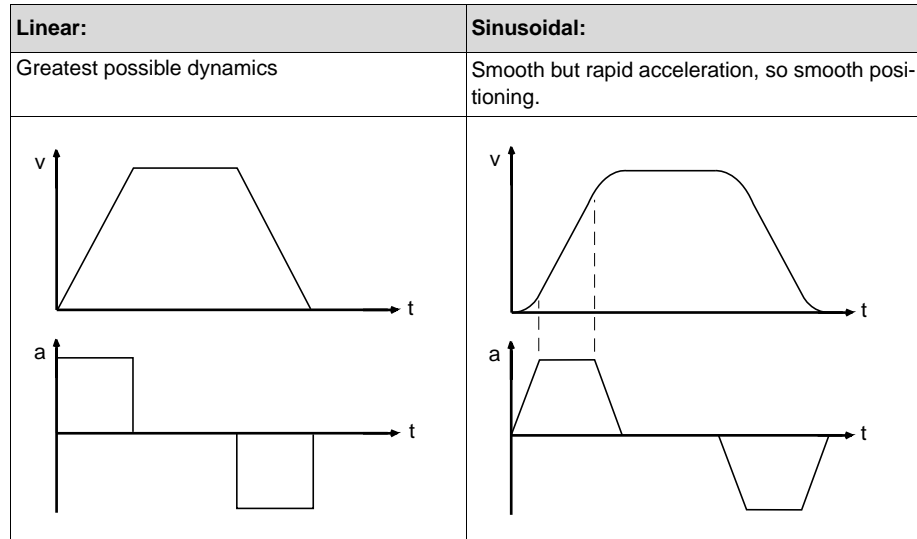 Linear:
Sinusoidal:
Greatest possible dynamics
Smooth but rapid acceleration, so smooth posi-
tioning.
v
t
a
t
v
t
a
t